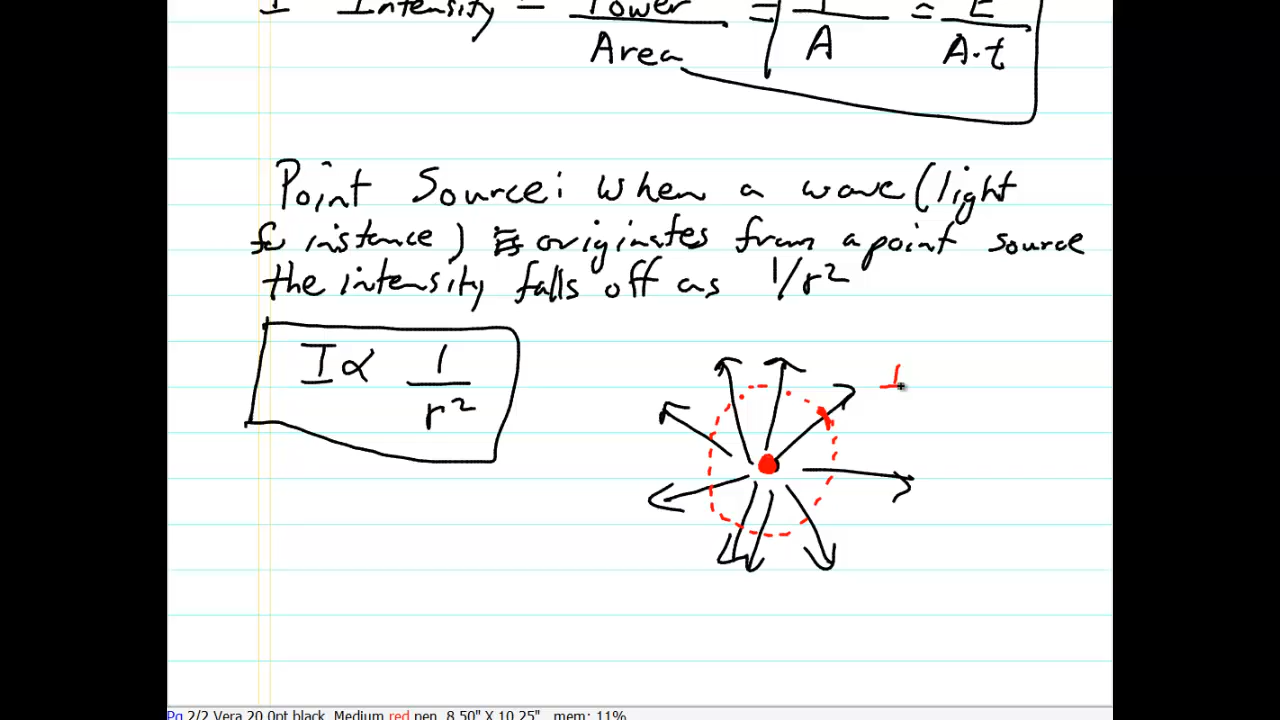 I Intensity = Power/Area = P/A = E/A·t
Point Source: When a wave (light
for instance) is originates from a point source
the intensity falls off as 1/r²
I ∝ 1/r²
I
Pg 2/2 Vera 20.0pt black, Medium red pen, 8.50" X 10.25" mem: 11%